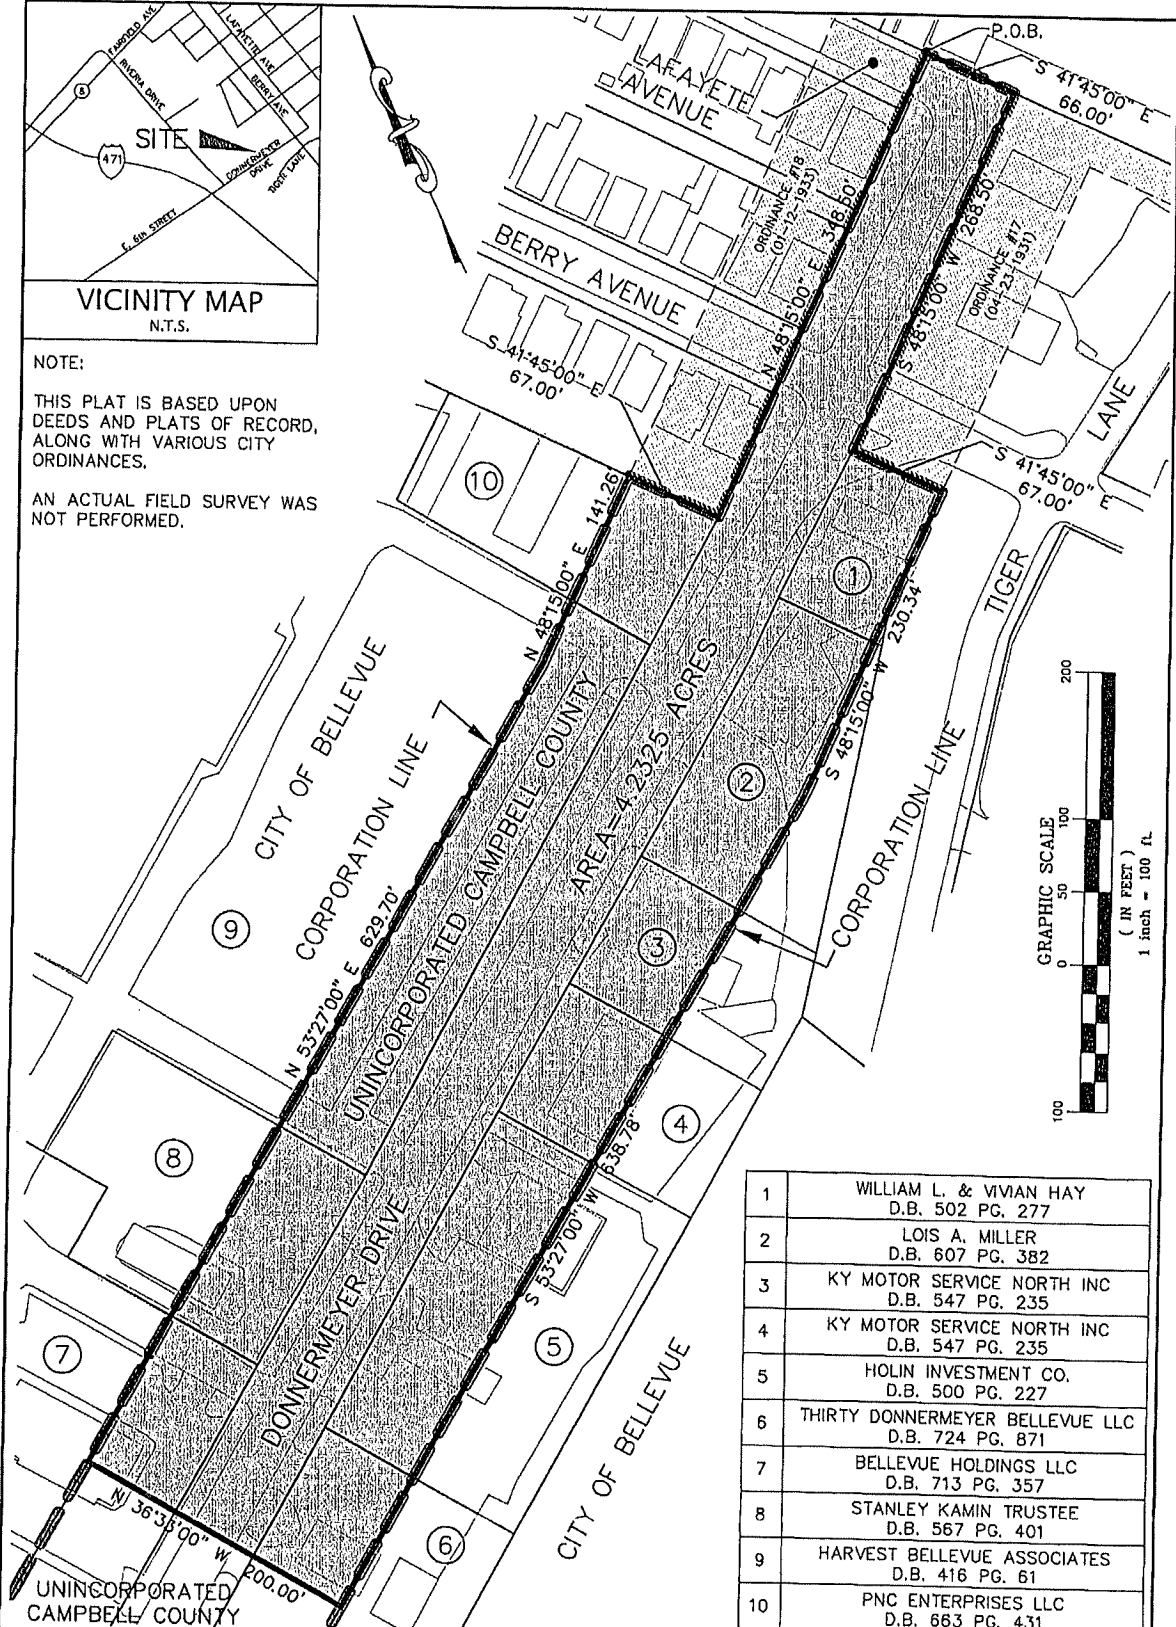 FAIRFIELD AVE
LAFAYETTE AVE
RIVIERA DRIVE
BERRY AVE
8
SITE
471
DONNERMEYER
DRIVE
TIGER LANE
E. 6th STREET
VICINITY MAP
N.T.S.
NOTE:
THIS PLAT IS BASED UPON
DEEDS AND PLATS OF RECORD,
ALONG WITH VARIOUS CITY
ORDINANCES.
AN ACTUAL FIELD SURVEY WAS
NOT PERFORMED.
P.O.B.
S 41°45'00" E
66.00'
LAFAYETE
AVENUE
ORDINANCE #18
(01-12-1933)
N 48°15'00" E 348.50'
S 48°15'00" W 268.50'
ORDINANCE #17
(04-23-1931)
BERRY AVENUE
S 41°45'00" E
67.00'
LANE
TIGER
S 41°45'00" E
67.00'
10
N 48°15'00" E 141.26'
1
S 48°15'00" W 230.34'
CITY OF BELLEVUE
CORPORATION LINE
UNINCORPORATED CAMPBELL COUNTY
AREA=4.2325 ACRES
2
CORPORATION LINE
9
N 53°27'00" E 629.70'
3
4
8
S 53°27'00" W 638.78'
DONNERMEYER DRIVE
5
7
CITY OF BELLEVUE
6
N 36°33'00" W 200.00'
UNINCORPORATED
CAMPBELL COUNTY
GRAPHIC SCALE
100 0 50 100 200
( IN FEET )
1 inch = 100 ft.
1 WILLIAM L. & VIVIAN HAY
D.B. 502 PG. 277
2 LOIS A. MILLER
D.B. 607 PG. 382
3 KY MOTOR SERVICE NORTH INC
D.B. 547 PG. 235
4 KY MOTOR SERVICE NORTH INC
D.B. 547 PG. 235
5 HOLIN INVESTMENT CO.
D.B. 500 PG. 227
6 THIRTY DONNERMEYER BELLEVUE LLC
D.B. 724 PG. 871
7 BELLEVUE HOLDINGS LLC
D.B. 713 PG. 357
8 STANLEY KAMIN TRUSTEE
D.B. 567 PG. 401
9 HARVEST BELLEVUE ASSOCIATES
D.B. 416 PG. 61
10 PNC ENTERPRISES LLC
D.B. 663 PG. 431